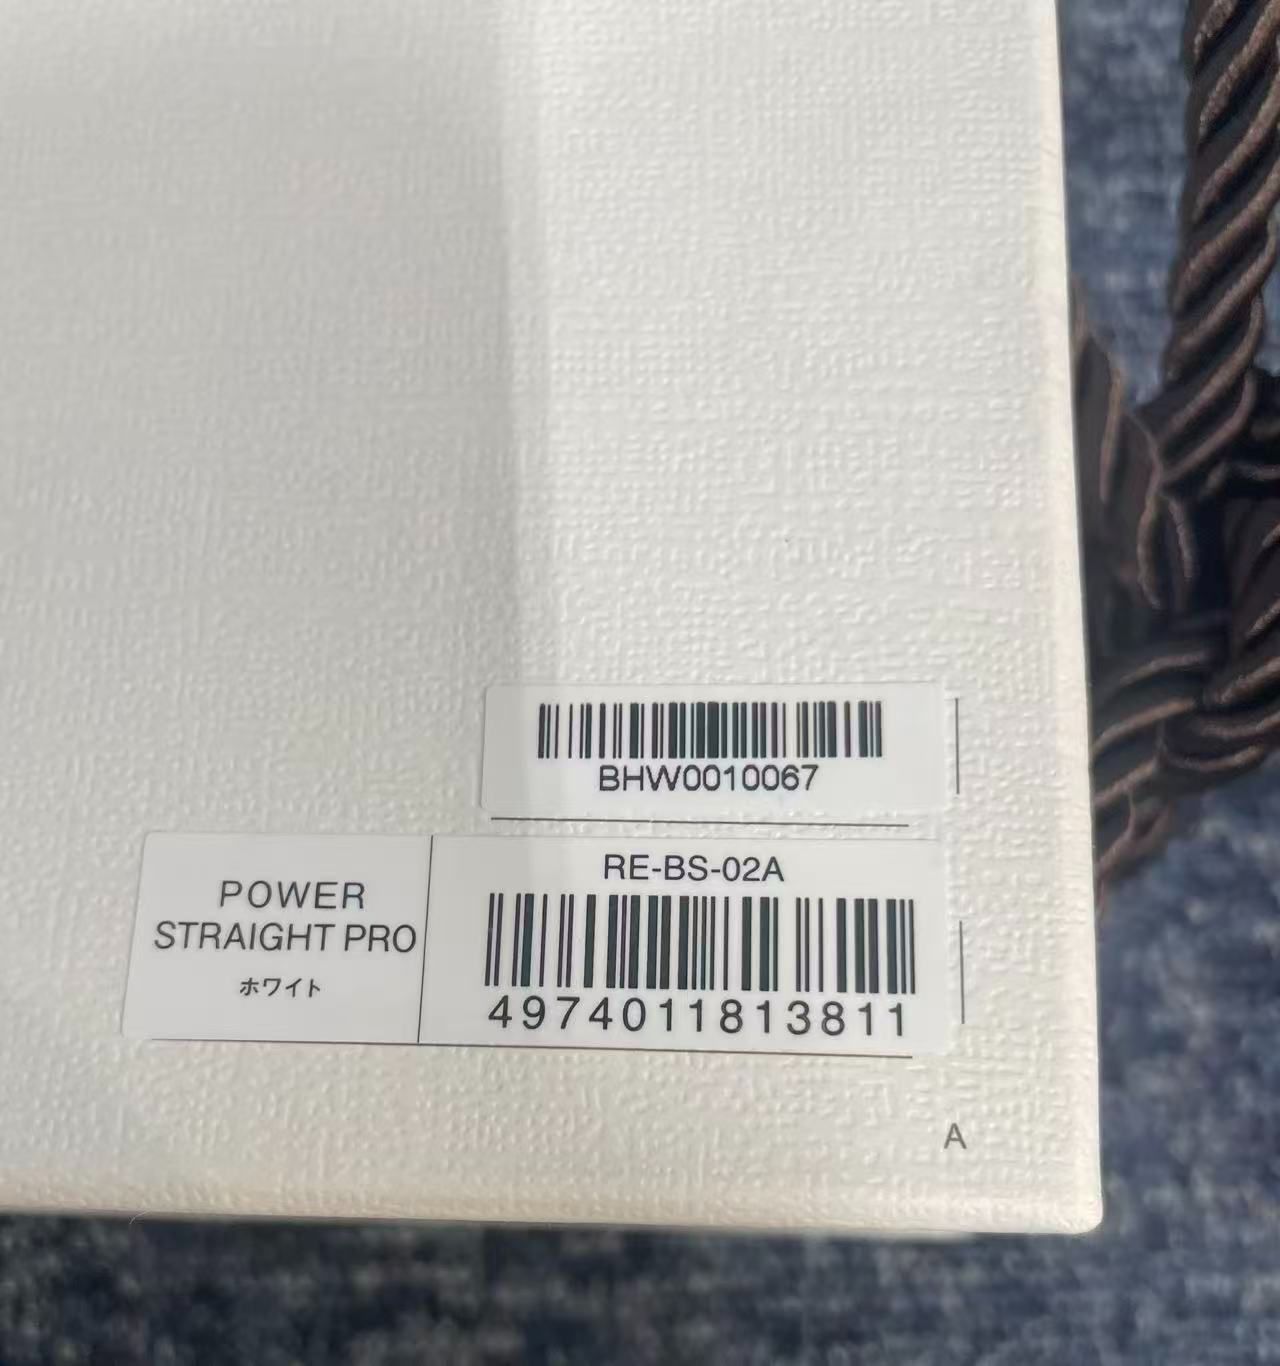 BHW0010067
RE-BS-02A
POWER
STRAIGHT PRO
ホワイト
4974011813811
A